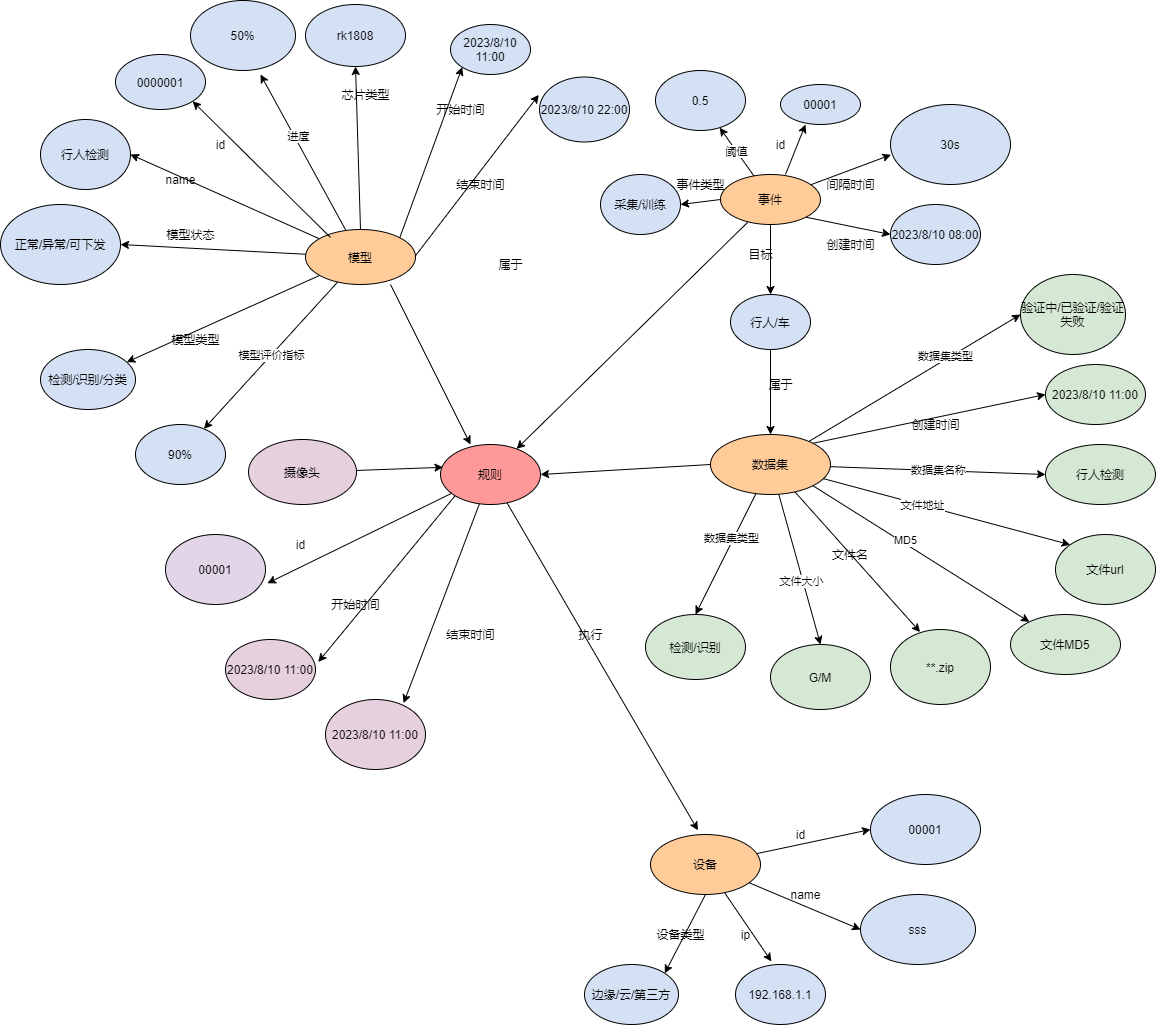 50%
rk1808
2023/8/10
11:00
0000001
芯片类型
开始时间
2023/8/10 22:00
进度
id
行人检测
name
结束时间
正常/异常/可下发
模型状态
模型
属于
模型类型
模型评价指标
检测/识别/分类
90%
0.5
00001
阈值
id
30s
事件类型
间隔时间
采集/训练
事件
创建时间
2023/8/10 08:00
目标
行人/车
验证中/已验证/验证
失败
数据集类型
属于
2023/8/10 11:00
创建时间
摄像头
规则
数据集
数据集名称
行人检测
文件地址
id
数据集类型
MD5
文件名
文件url
00001
文件大小
开始时间
结束时间
执行
检测/识别
文件MD5
2023/8/10 11:00
G/M
**.zip
2023/8/10 11:00
id
00001
设备
name
sss
设备类型
ip
边缘/云/第三方
192.168.1.1